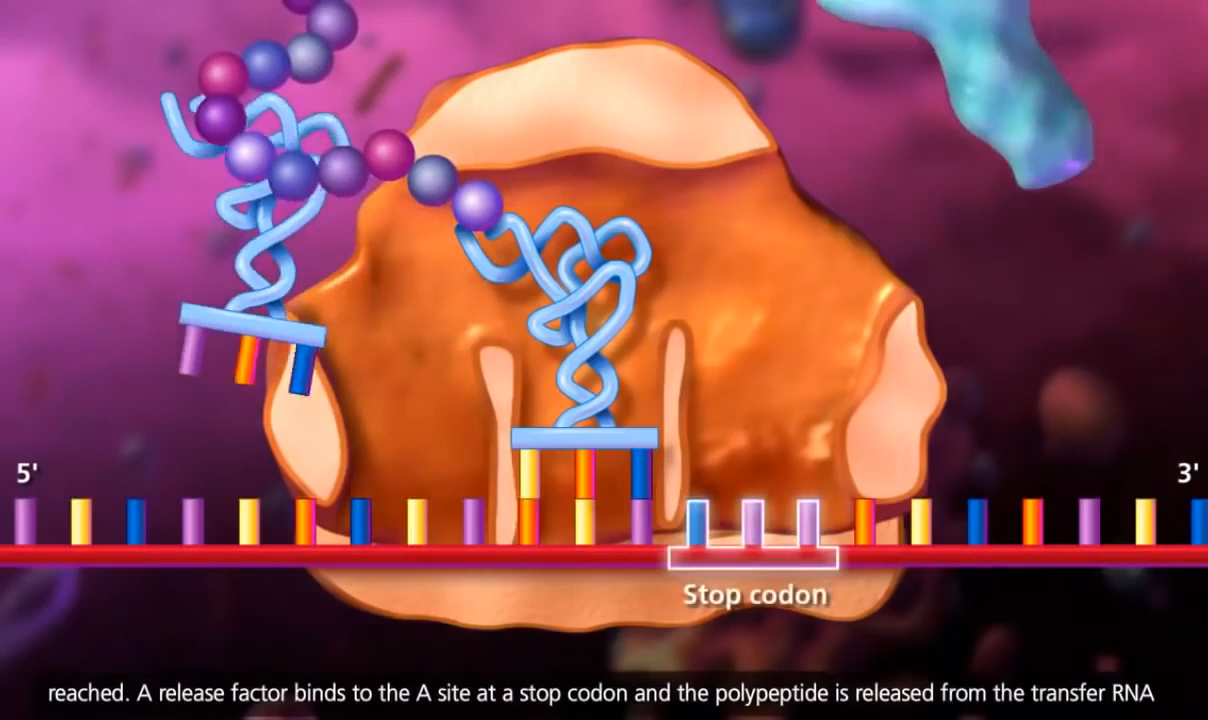 5'
3'
Stop codon
reached. A release factor binds to the A site at a stop codon and the polypeptide is released from the transfer RNA